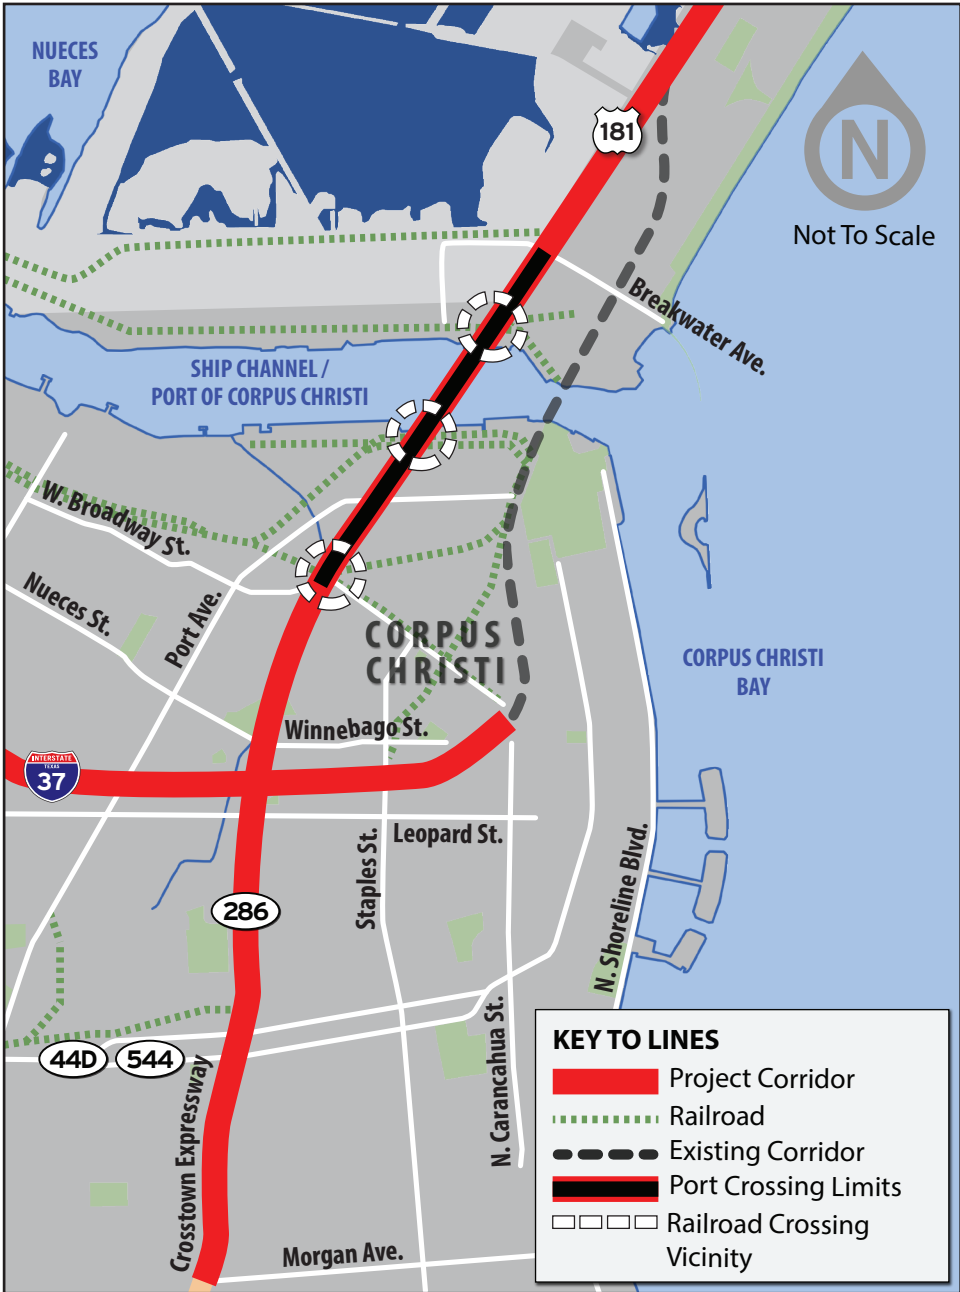 NUECES
BAY
181
N
Not To Scale
Breakwater Ave.
SHIP CHANNEL /
PORT OF CORPUS CHRISTI
W. Broadway St.
Nueces St.
Port Ave.
CORPUS
CHRISTI
CORPUS CHRISTI
BAY
Winnebago St.
INTERSTATE
TEXAS
37
Leopard St.
Staples St.
N. Shoreline Blvd.
286
N. Carancahua St.
44D
544
Crosstown Expressway
Morgan Ave.
KEY TO LINES
Project Corridor
Railroad
Existing Corridor
Port Crossing Limits
Railroad Crossing
Vicinity